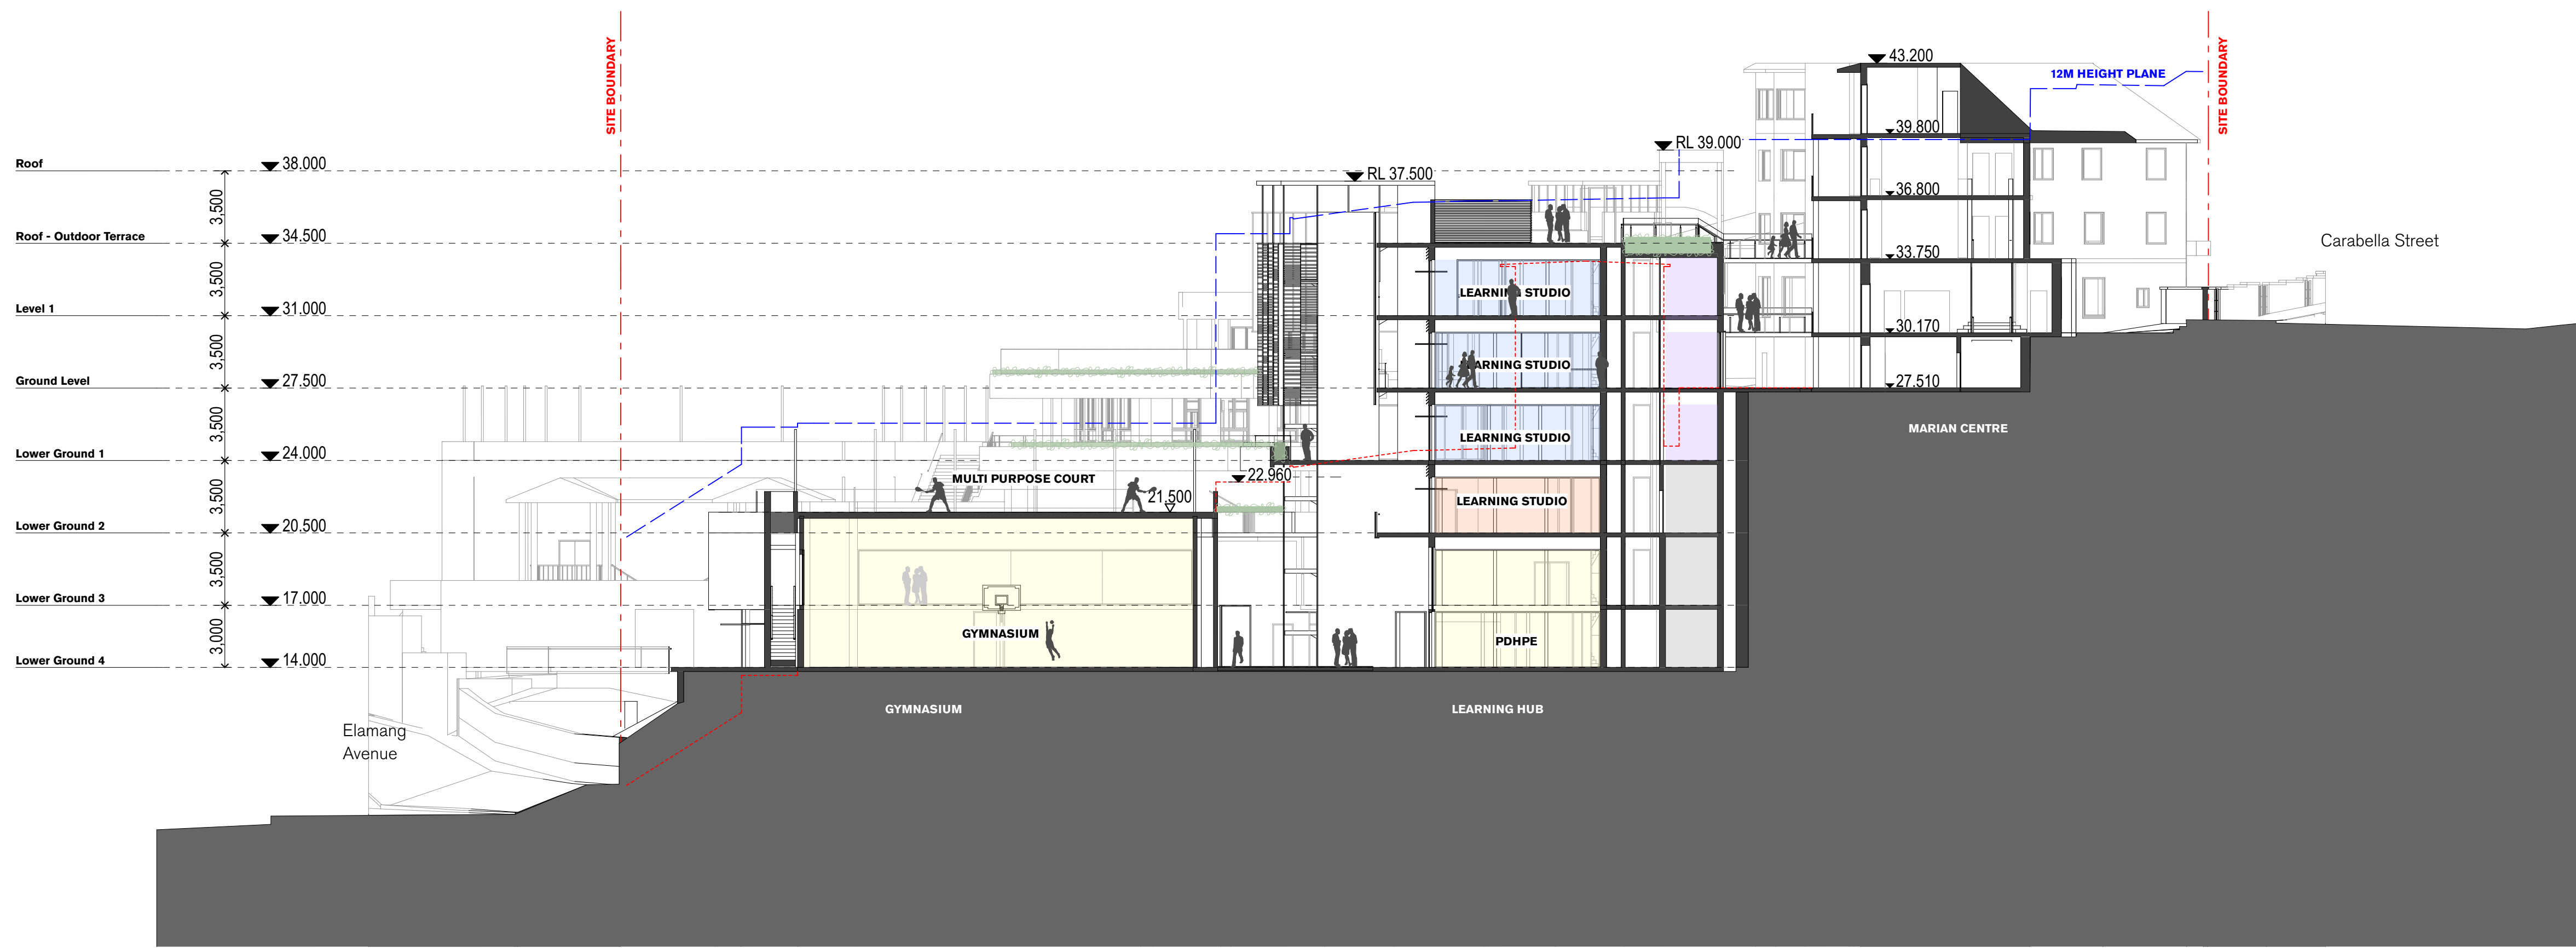 SITE BOUNDARY
SITE BOUNDARY
43.200
12M HEIGHT PLANE
39.800
RL 39.000
Roof
38.000
RL 37.500
36.800
3,500
Roof - Outdoor Terrace
34.500
33.750
Carabella Street
3,500
LEARNING STUDIO
Level 1
31.000
30.170
3,500
LEARNING STUDIO
Ground Level
27.500
27.510
3,500
LEARNING STUDIO
MARIAN CENTRE
Lower Ground 1
24.000
MULTI PURPOSE COURT
22.960
3,500
21.500
LEARNING STUDIO
Lower Ground 2
20.500
3,500
Lower Ground 3
17.000
3,000
GYMNASIUM
PDHPE
Lower Ground 4
14.000
GYMNASIUM
LEARNING HUB
Elamang
Avenue